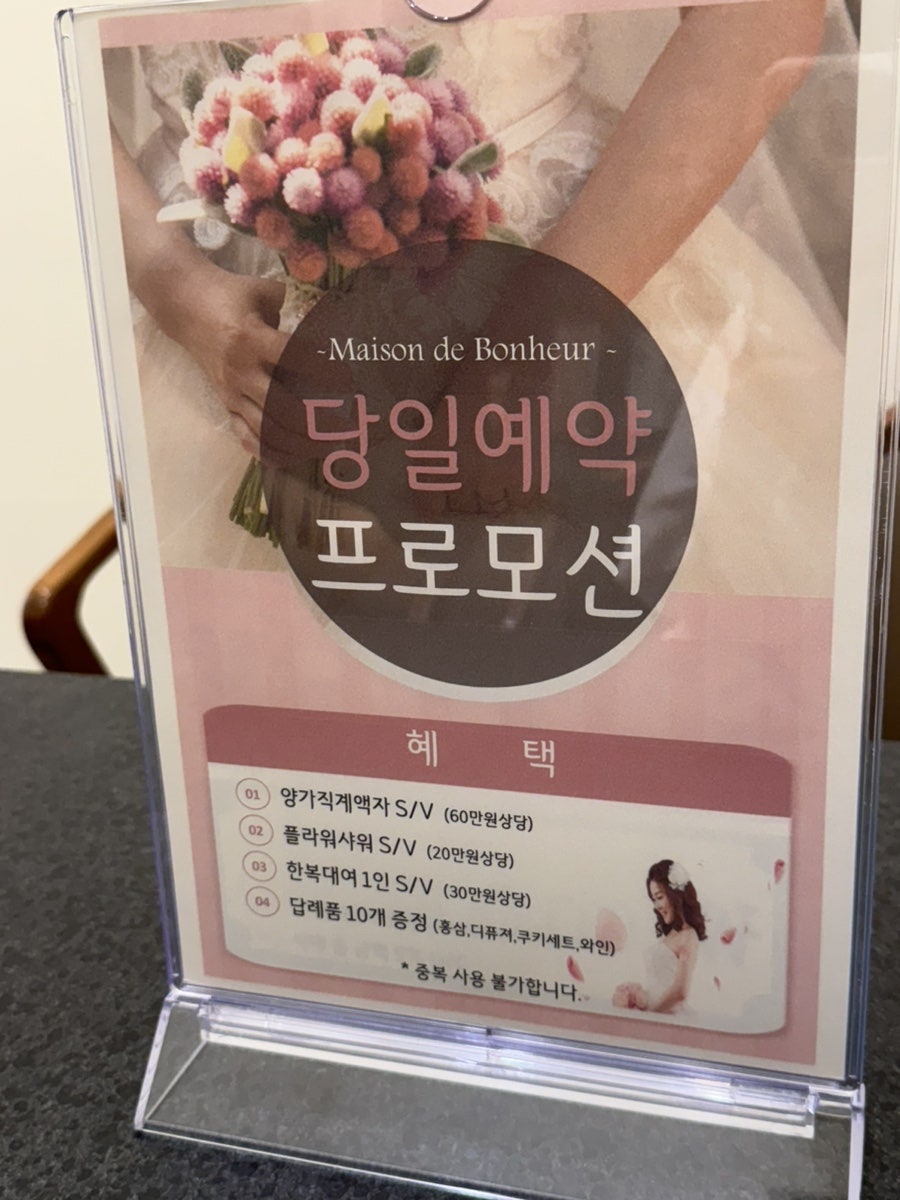 ~Maison de Bonheur ~
당일예약
프로모션
혜 택
01 양가직계액자 S/V (60만원상당)
02 플라워샤워 S/V (20만원상당)
03 한복대여 1인 S/V (30만원상당)
04 답례품 10개 증정 (홍삼,디퓨져,쿠키세트,와인)
* 중복 사용 불가합니다.